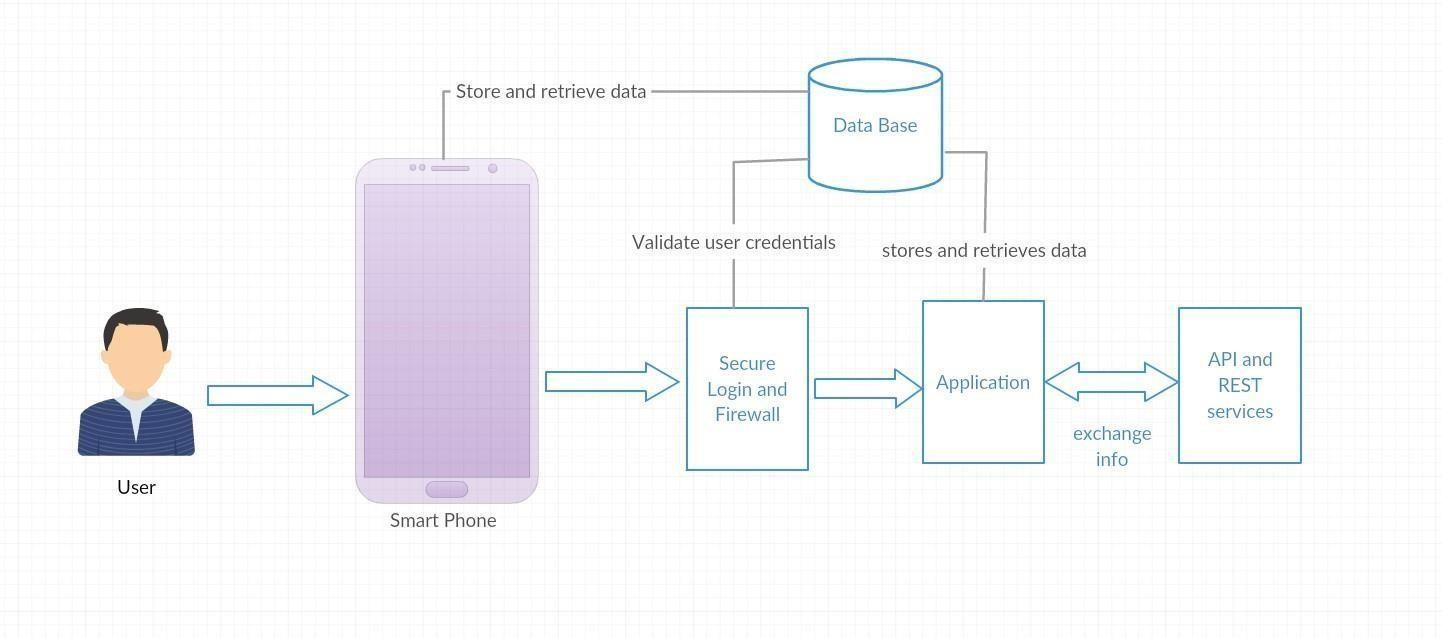 Store and retrieve data
Data Base
Validate user credentials
stores and retrieves data
Secure
Login and
Firewall
Application
API and
REST
services
exchange
info
User
Smart Phone